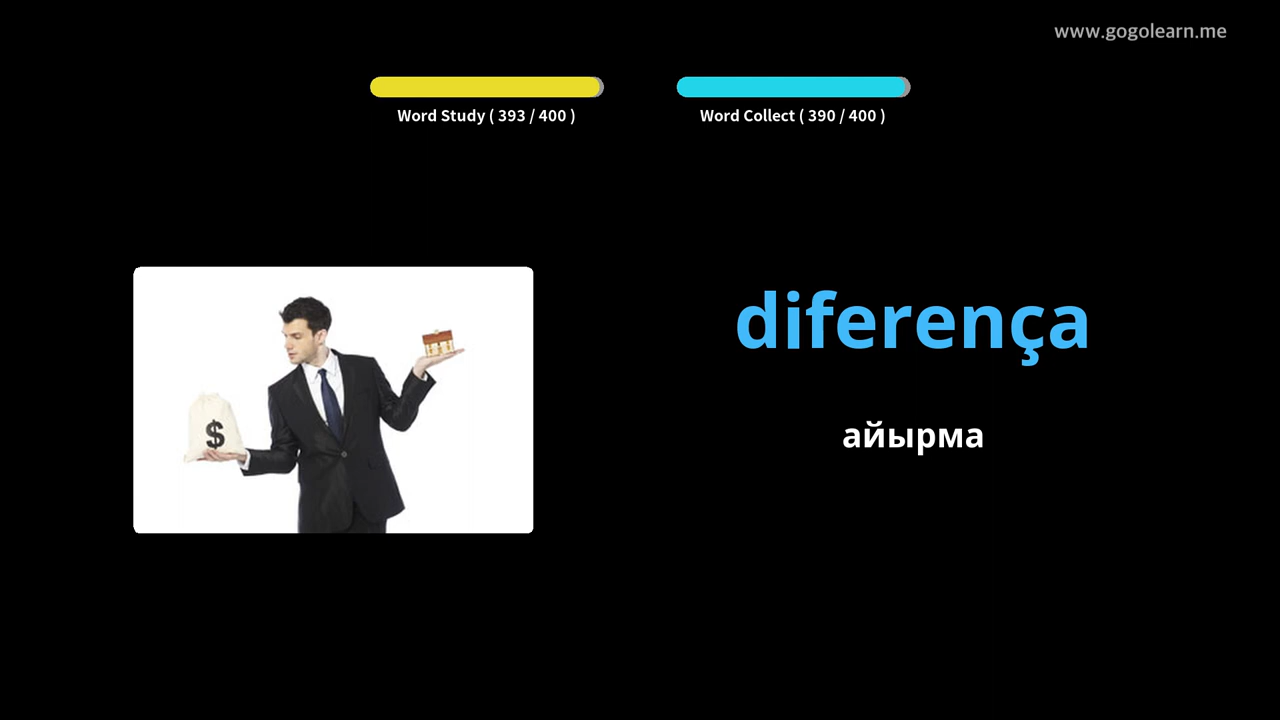 www.gogolearn.me
Word Study ( 393 / 400 )
Word Collect ( 390 / 400 )
$
diferença
айырма